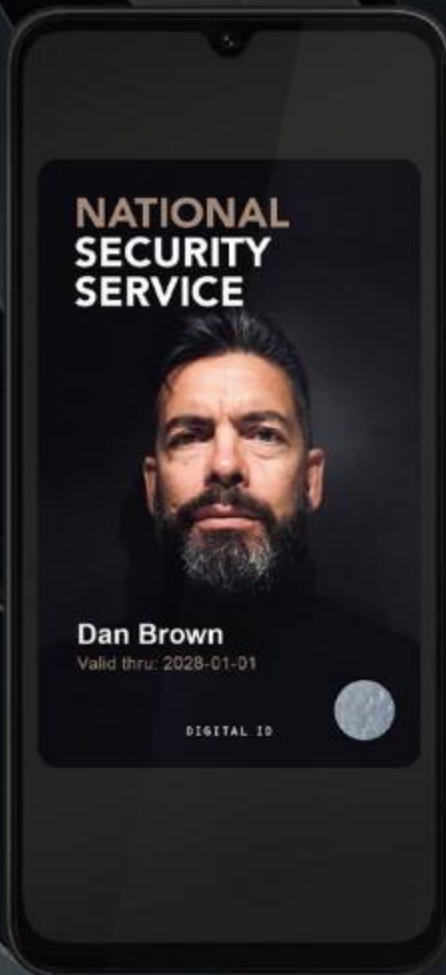 NATIONAL
SECURITY
SERVICE
Dan Brown
Valid thru: 2028-01-01
DIGITAL ID